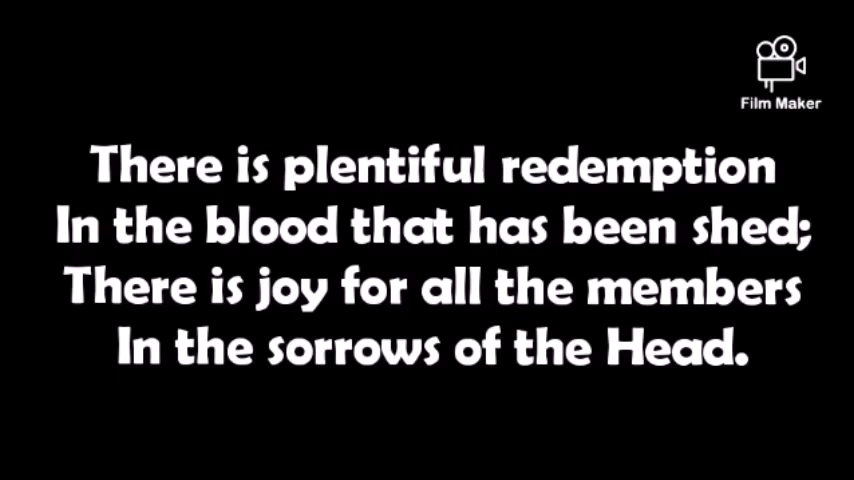 Film Maker
There is plentiful redemption
In the blood that has been shed;
There is joy for all the members
In the sorrows of the Head.